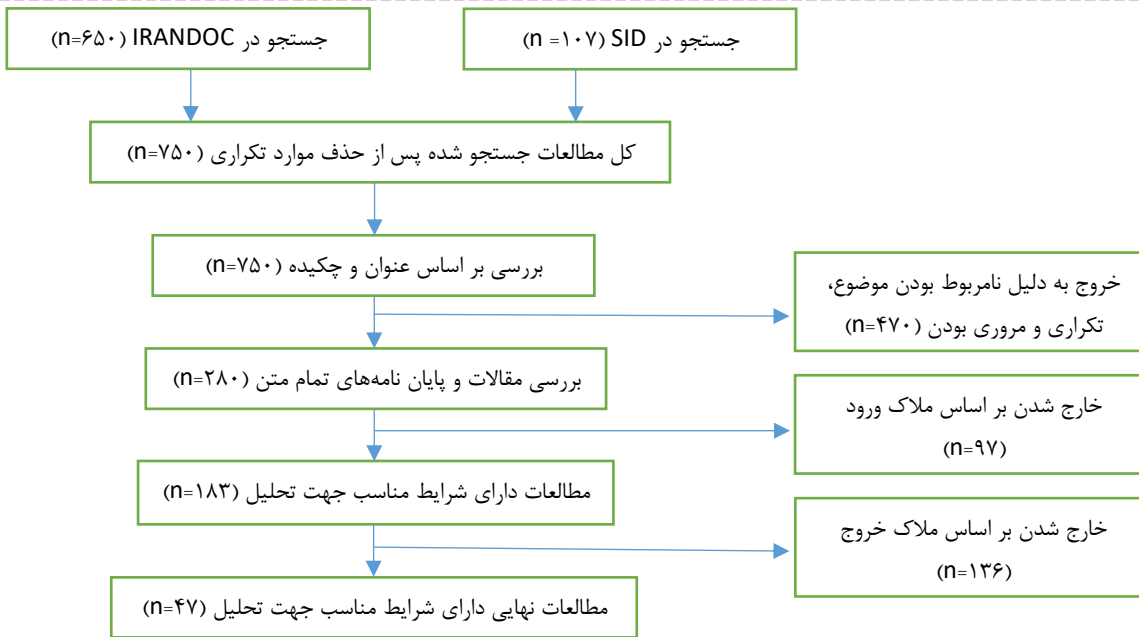 جستجو در IRANDOC (n=۶۵۰)
جستجو در SID (n =۱۰۷)
کل مطالعات جستجو شده پس از حذف موارد تکراری (n=۷۵۰)
بررسی بر اساس عنوان و چکیده (n=۷۵۰)
خروج به دلیل نامربوط بودن موضوع،
تکراری و مروری بودن (n=۴۷۰)
بررسی مقالات و پایان نامه‌های تمام متن (n=۲۸۰)
خارج شدن بر اساس ملاک ورود
(n=۹۷)
مطالعات دارای شرایط مناسب جهت تحلیل (n=۱۸۳)
خارج شدن بر اساس ملاک خروج
(n=۱۳۶)
مطالعات نهایی دارای شرایط مناسب جهت تحلیل (n=۴۷)